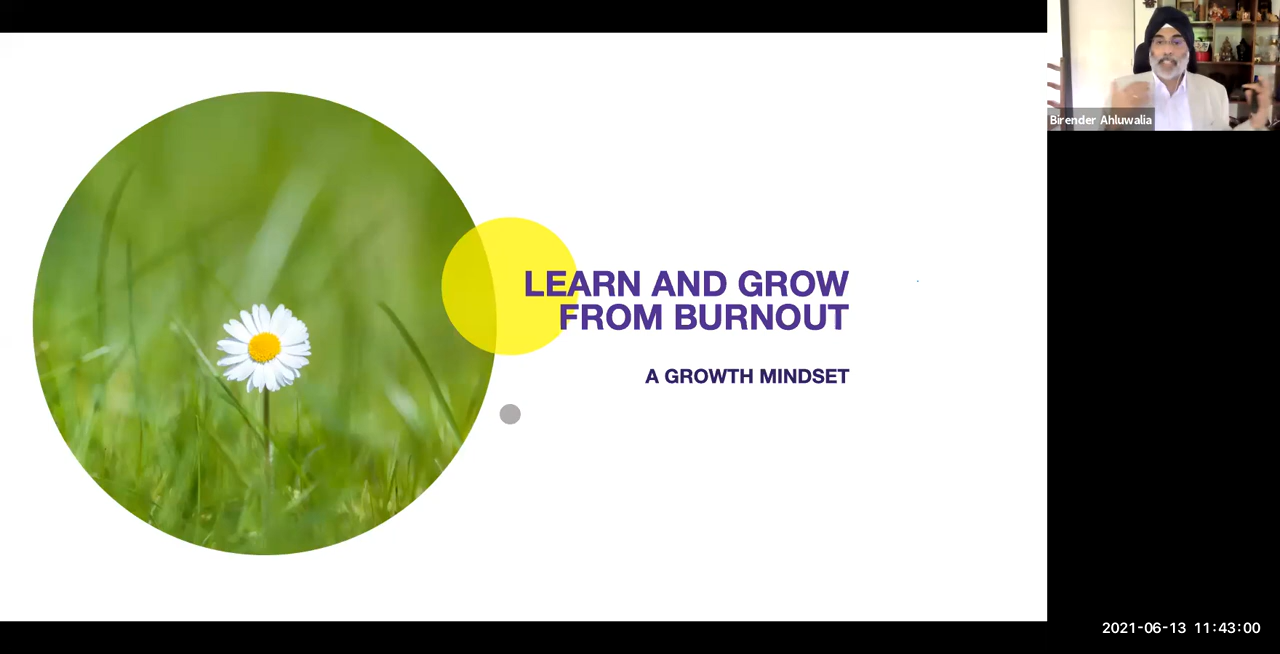 LEARN AND GROW
FROM BURNOUT
A GROWTH MINDSET
Birender Ahluwalia
2021-06-13 11:43:00